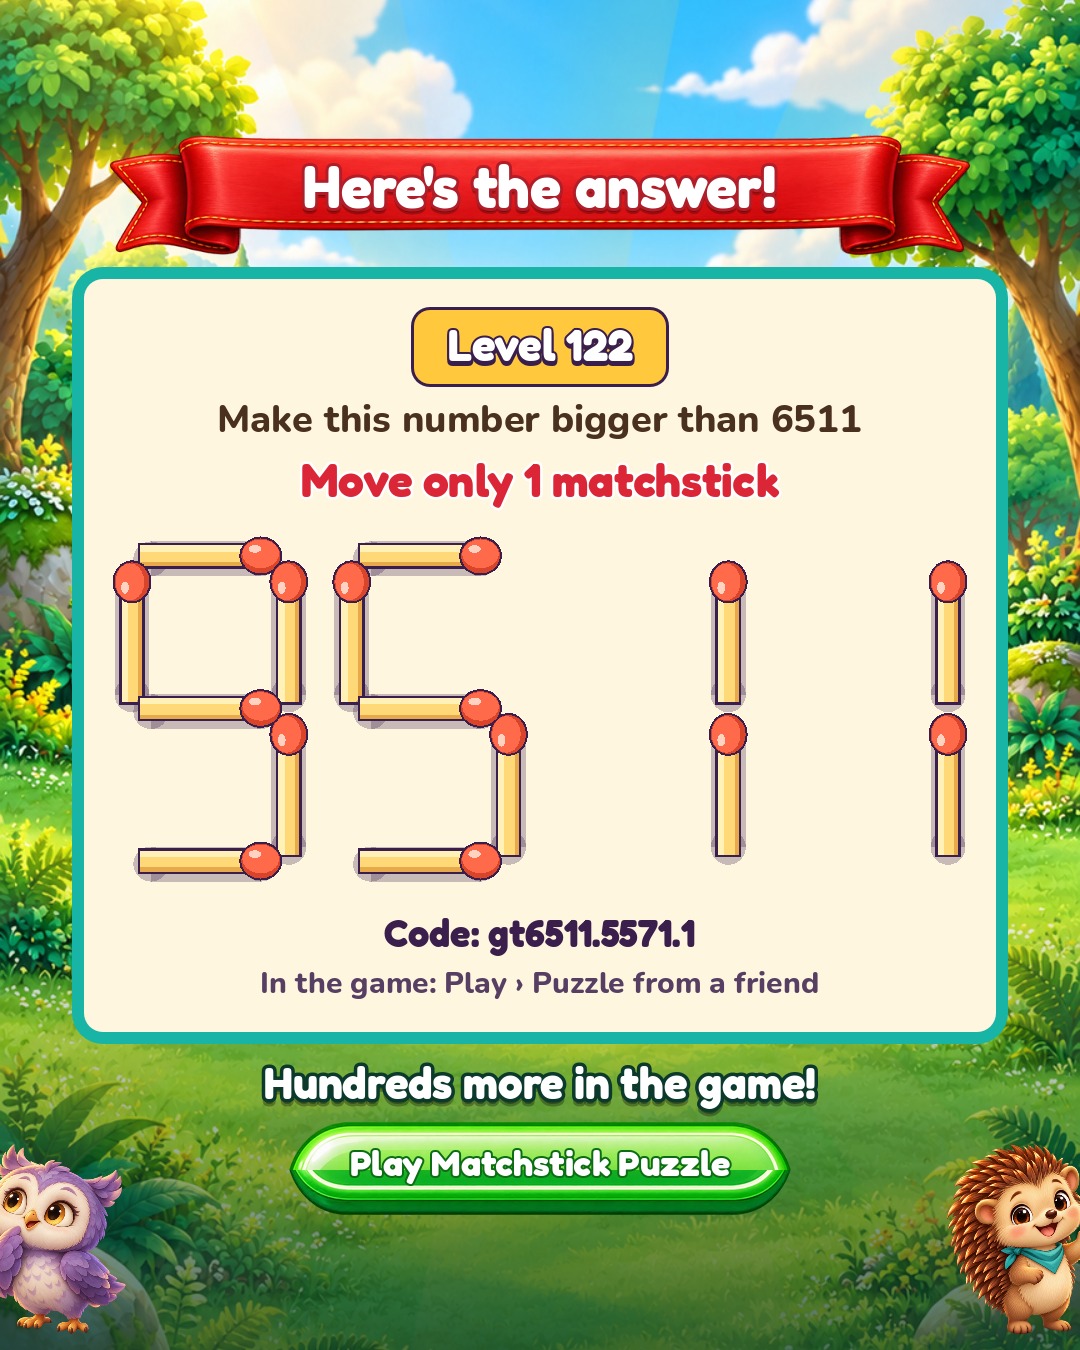 Here's the answer!
Level 122
Make this number bigger than 6511
Move only 1 matchstick
9511
Code: gt6511.5571.1
In the game: Play › Puzzle from a friend
Hundreds more in the game!
Play Matchstick Puzzle